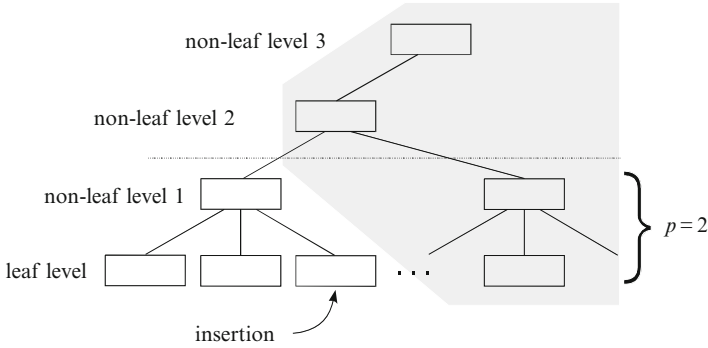 non-leaf level 3
non-leaf level 2
non-leaf level 1
p = 2
leaf level
. . .
insertion